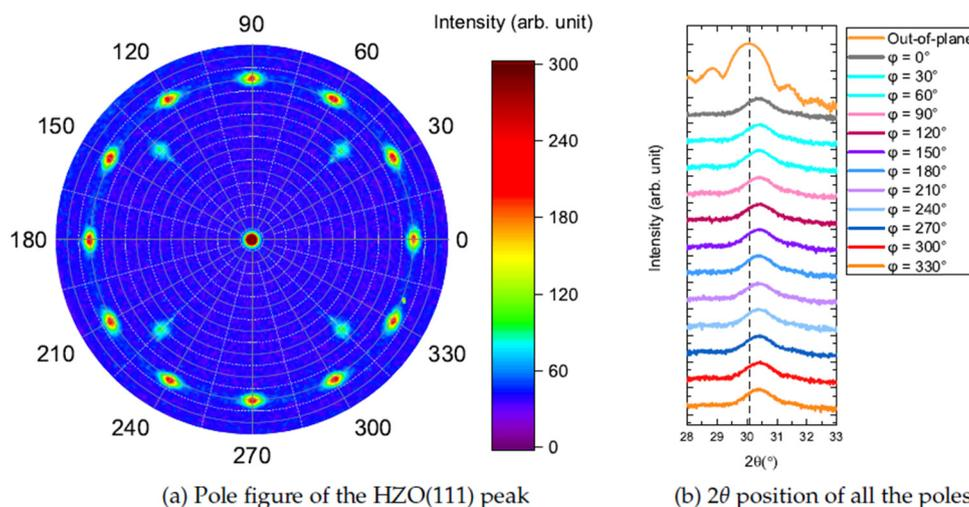 Intensity (arb. unit)
90
120
60
150
30
180
0
210
330
240
300
270
300
240
180
120
60
0
(a) Pole figure of the HZO(111) peak
Intensity (arb. unit)
28 29 30 31 32 33
2θ(°)
Out-of-plane
φ = 0°
φ = 30°
φ = 60°
φ = 90°
φ = 120°
φ = 150°
φ = 180°
φ = 210°
φ = 240°
φ = 270°
φ = 300°
φ = 330°
(b) 2θ position of all the poles